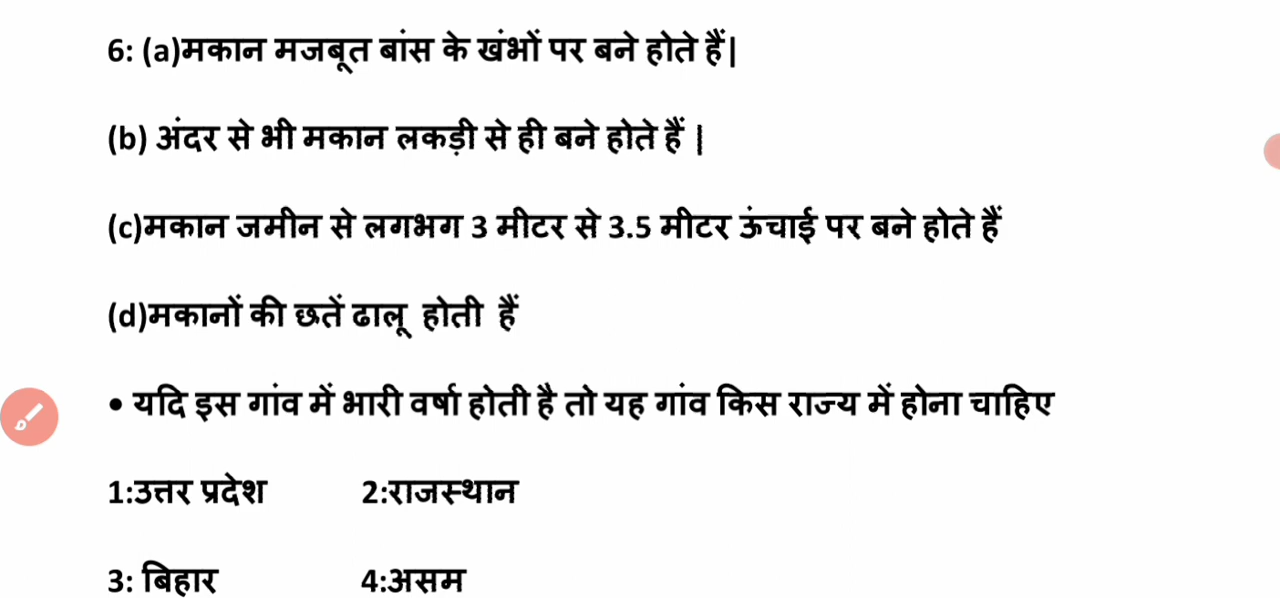 6: (a)मकान मजबूत बांस के खंभों पर बने होते हैं|
(b) अंदर से भी मकान लकड़ी से ही बने होते हैं |
(c)मकान जमीन से लगभग 3 मीटर से 3.5 मीटर ऊंचाई पर बने होते हैं
(d)मकानों की छतें ढालू होती हैं
• यदि इस गांव में भारी वर्षा होती है तो यह गांव किस राज्य में होना चाहिए
1:उत्तर प्रदेश 2:राजस्थान
3: बिहार 4:असम